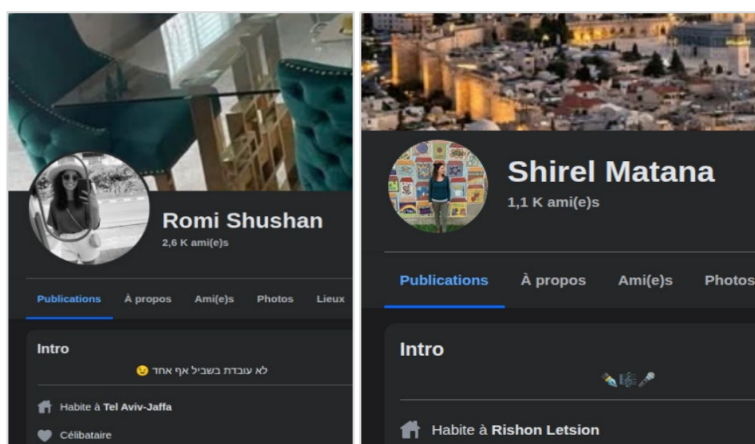 Romi Shushan
2,6 K ami(e)s
Publications À propos Ami(e)s Photos Lieux
Intro
לא עובדת בשביל אף אחד 😉
Habite à Tel Aviv-Jaffa
Célibataire
Shirel Matana
1,1 K ami(e)s
Publications À propos Ami(e)s Photos
Intro
✒️🎼🎤
Habite à Rishon Letsion